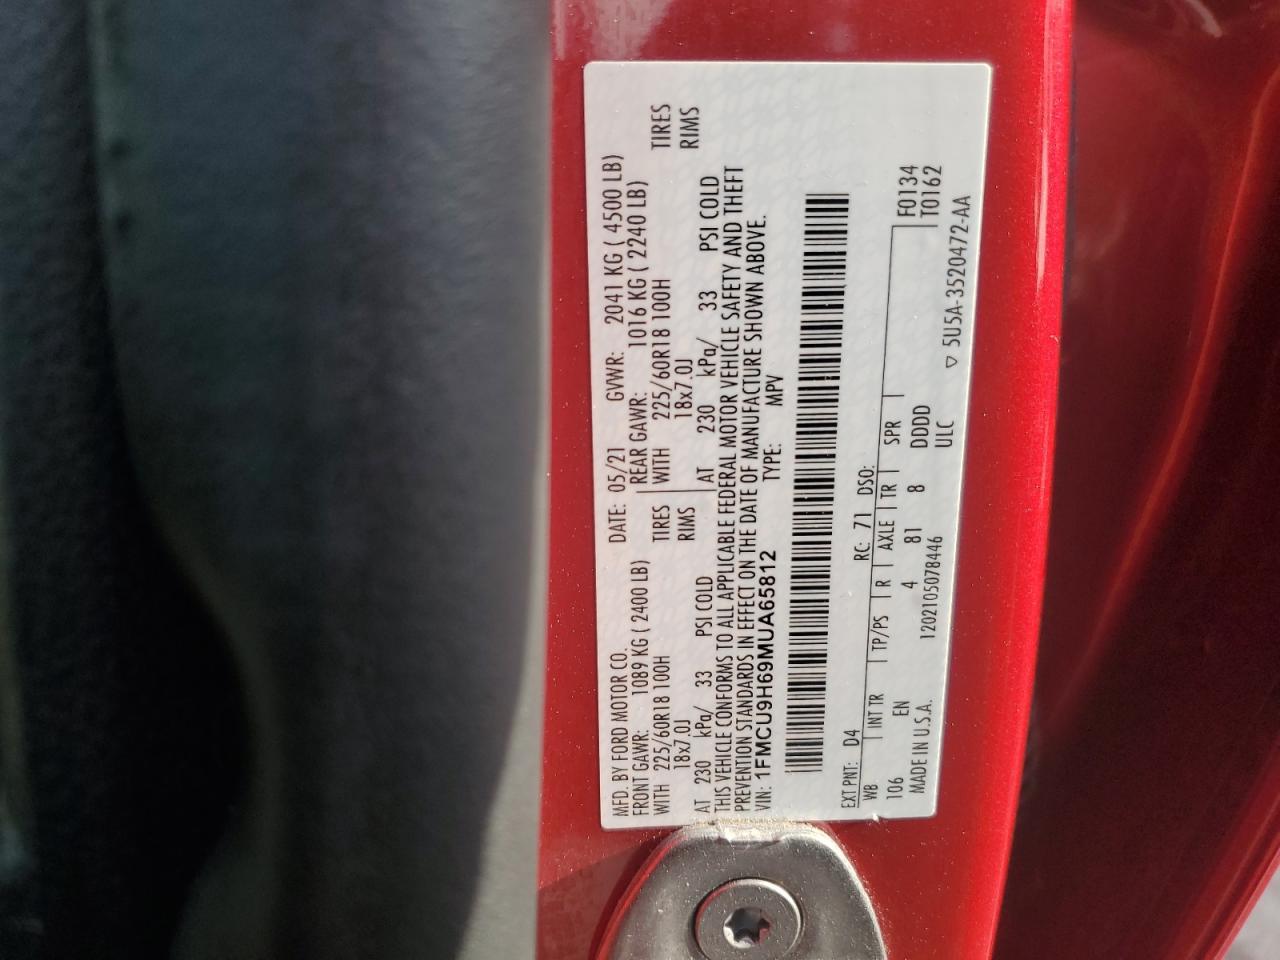 MFD. BY FORD MOTOR CO. DATE: 05/21 GVWR: 2041 KG ( 4500 LB)
FRONT GAWR: 1089 KG ( 2400 LB) REAR GAWR: 1016 KG ( 2240 LB)
WITH 225/60R18 100H TIRES WITH 225/60R18 100H TIRES
18x7.0J RIMS 18x7.0J RIMS
AT 230 kPa/ 33 PSI COLD AT 230 kPa/ 33 PSI COLD
THIS VEHICLE CONFORMS TO ALL APPLICABLE FEDERAL MOTOR VEHICLE SAFETY AND THEFT
PREVENTION STANDARDS IN EFFECT ON THE DATE OF MANUFACTURE SHOWN ABOVE.
VIN: 1FMCU9H69MUA65812 TYPE: MPV
EXT PNT: D4 RC: 71 DSO:
WB INT TR TP/PS R AXLE TR SPR F0134
106 EN 4 81 8 DDDD T0162
MADE IN U.S.A. 1202105078446 ULC
▽ 5U5A-3520472-AA